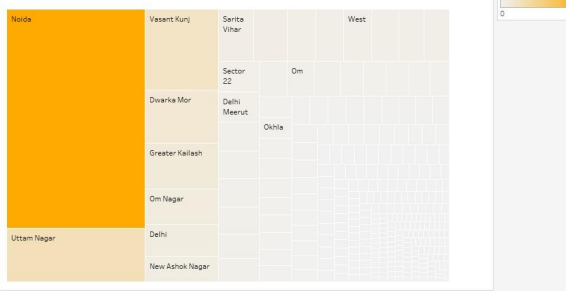 Noida
Vasant Kunj
Sarita
Vihar
West
0
Sector
22
Om
Dwarka Mor
Delhi
Meerut
Okhla
Greater Kailash
Om Nagar
Uttam Nagar
Delhi
New Ashok Nagar